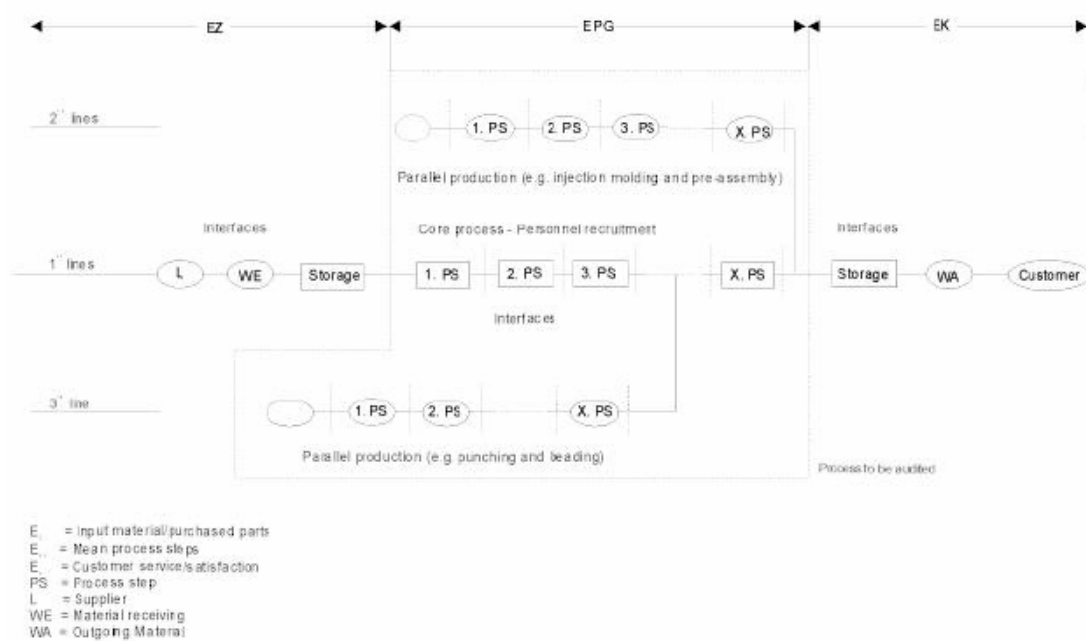 EZ EPG EK
2'' lines
1. PS 2. PS 3. PS X. PS
Parallel production (e.g. injection molding and pre-assembly)
Interfaces Core process - Personnel recruitment Interfaces
1'' lines L WE Storage 1. PS 2. PS 3. PS X. PS Storage WA Customer
Interfaces
3'' line
1. PS 2. PS X. PS
Parallel production (e.g. punching and beading)
Process to be audited
E = Input material/purchased parts
E = Mean process steps
E = Customer service/satisfaction
PS = Process step
L = Supplier
WE = Material receiving
WA = Outgoing Material